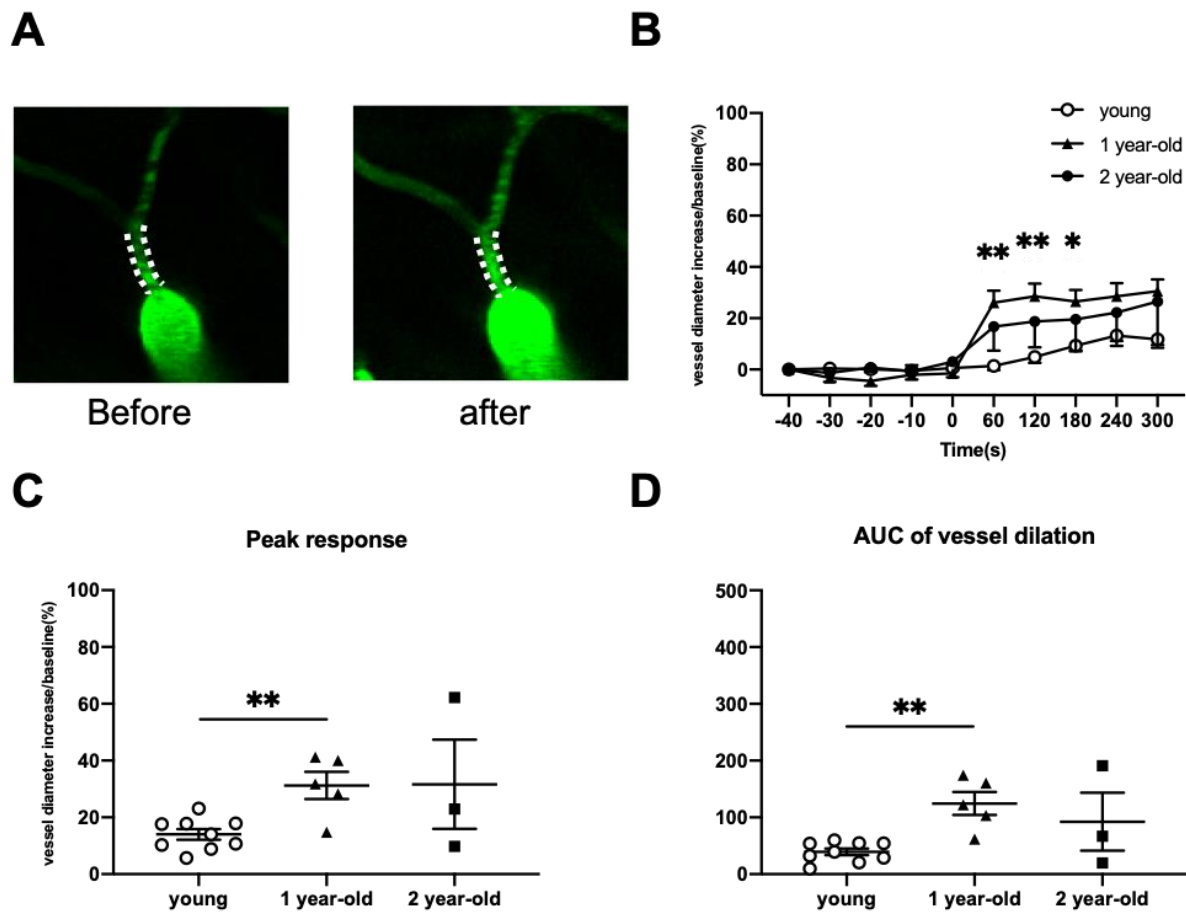 A
B
Before
after
vessel diameter increase/baseline(%)
100
80
60
40
20
0
young
1 year-old
2 year-old
** ** *
-40 -30 -20 -10 0 60 120 180 240 300
Time(s)
C
D
Peak response
vessel diameter increase/baseline(%)
100
80
60
40
20
0
**
young 1 year-old 2 year-old
AUC of vessel dilation
500
400
300
200
100
0
**
young 1 year-old 2 year-old